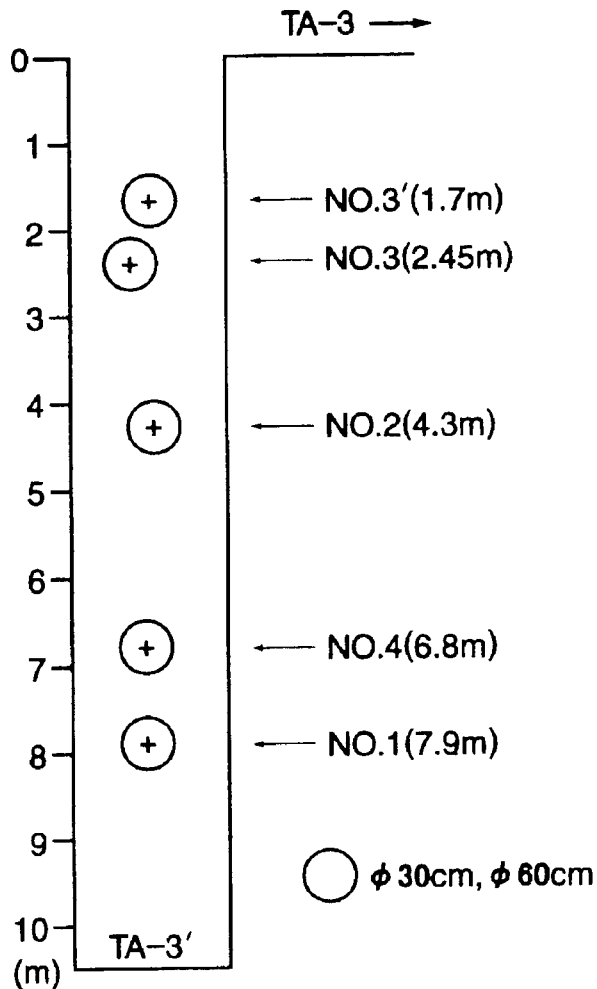 TA-3 →
0
1
NO.3′(1.7m)
2
NO.3(2.45m)
3
4
NO.2(4.3m)
5
6
NO.4(6.8m)
7
NO.1(7.9m)
8
9
ϕ 30cm, ϕ 60cm
10
TA-3′
(m)